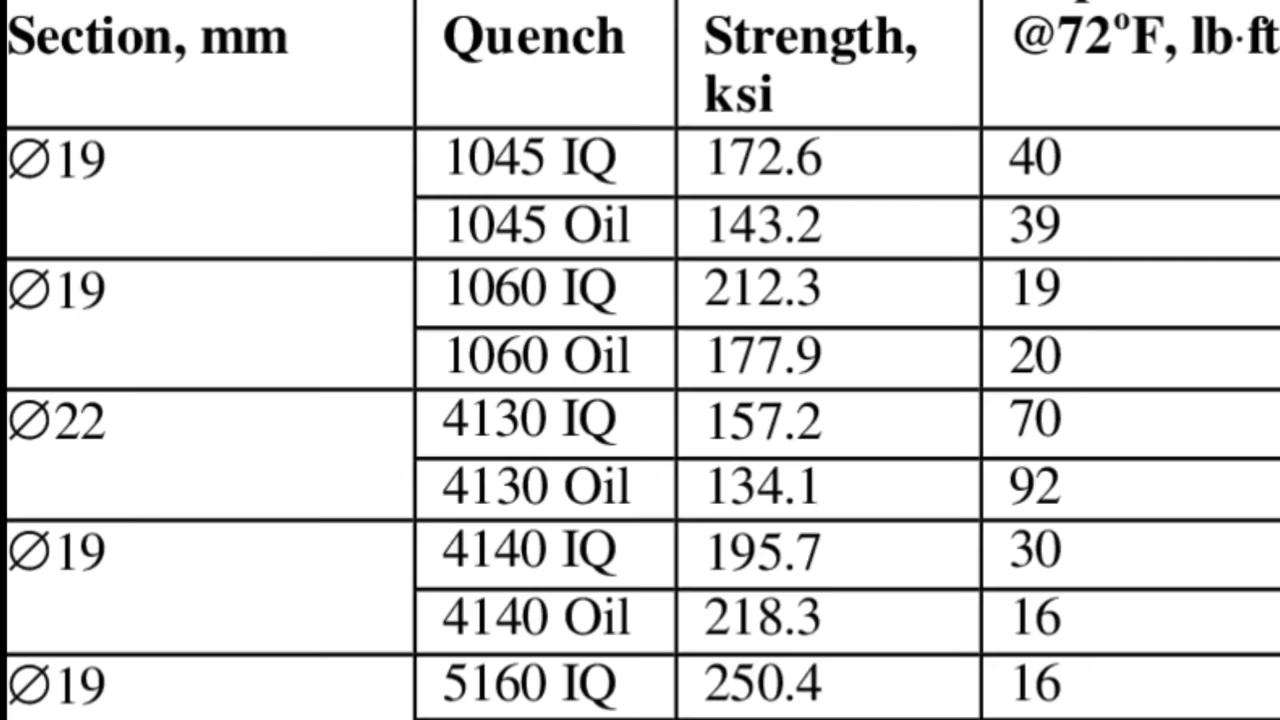 Section, mm Quench Strength, @72°F, lb·ft
ksi
∅19 1045 IQ 172.6 40
1045 Oil 143.2 39
∅19 1060 IQ 212.3 19
1060 Oil 177.9 20
∅22 4130 IQ 157.2 70
4130 Oil 134.1 92
∅19 4140 IQ 195.7 30
4140 Oil 218.3 16
∅19 5160 IQ 250.4 16